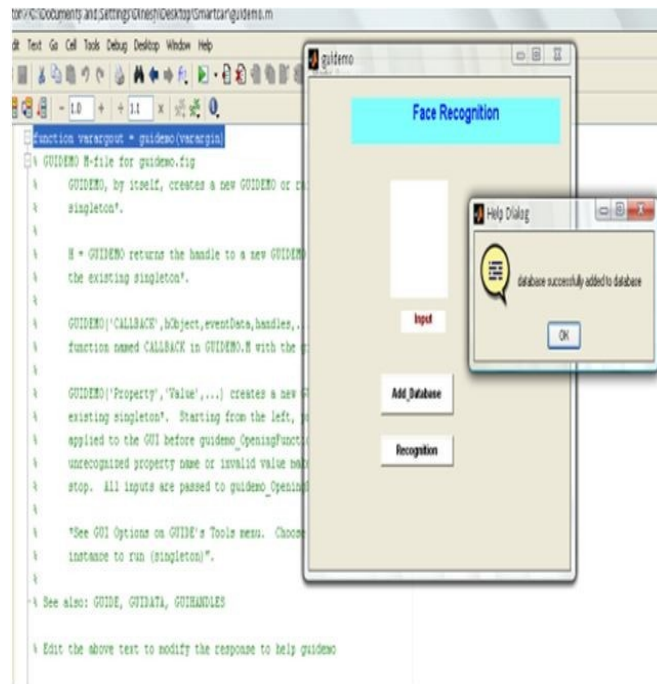 tor - C:\Documents and Settings\Dinesh\Desktop\Smartcar\guidemo.m
Text Go Cell Tools Debug Desktop Window Help
- 1.0 + ÷ 1.1 ×
function varargout = guidemo(varargin)
% GUIDEMO M-file for guidemo.fig
% GUIDEMO, by itself, creates a new GUIDEMO or
% singleton*.
%
% H = GUIDEMO returns the handle to a new GUIDEMO
% the existing singleton*.
%
% GUIDEMO('CALLBACK',hObject,eventData,handles,...
% function named CALLBACK in GUIDEMO.M with the
%
% GUIDEMO('Property','Value',...) creates a new
% existing singleton*. Starting from the left,
% applied to the GUI before guidemo_OpeningFunctio
% unrecognized property name or invalid value
% stop. All inputs are passed to guidemo_Opening
%
% *See GUI Options on GUIDE's Tools menu. Choose
% instance to run (singleton)".
%
% See also: GUIDE, GUIDATA, GUIHANDLES
% Edit the above text to modify the response to help guidemo
guidemo
Face Recognition
Input
Add_Database
Recognition
Help Dialog
database successfully added to database
OK